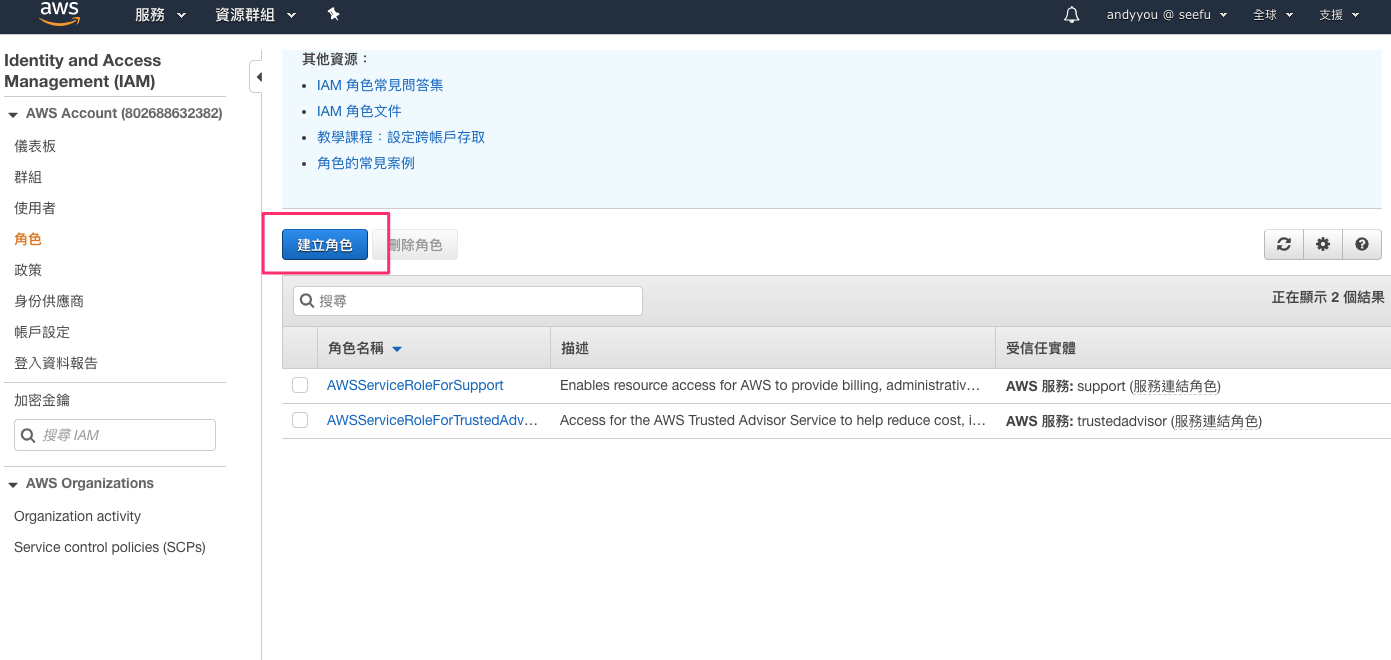 aws 服務 資源群組 andyyou @ seefu 全球 支援
Identity and Access
Management (IAM)
AWS Account (802688632382)
儀表板
群組
使用者
角色
政策
身份供應商
帳戶設定
登入資料報告
加密金鑰
搜尋 IAM
AWS Organizations
Organization activity
Service control policies (SCPs)
其他資源：
IAM 角色常見問答集
IAM 角色文件
教學課程：設定跨帳戶存取
角色的常見案例
建立角色 刪除角色
搜尋 正在顯示 2 個結果
角色名稱 描述 受信任實體
AWSServiceRoleForSupport Enables resource access for AWS to provide billing, administrativ… AWS 服務: support (服務連結角色)
AWSServiceRoleForTrustedAdv… Access for the AWS Trusted Advisor Service to help reduce cost, i… AWS 服務: trustedadvisor (服務連結角色)